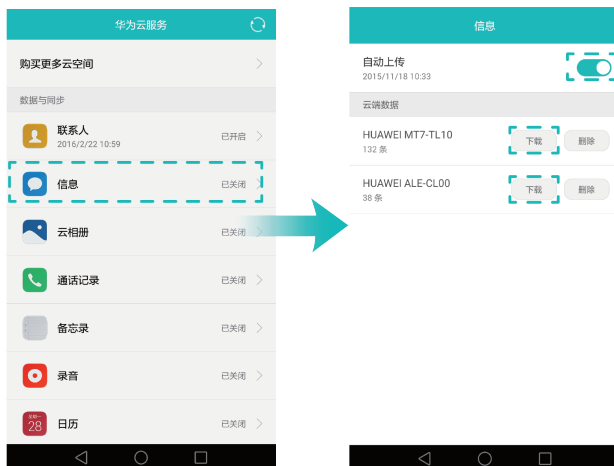 华为云服务
购买更多云空间
数据与同步
联系人
2016/2/22 10:59
已开启
信息
已关闭
云相册
已关闭
通话记录
已关闭
备忘录
已关闭
录音
已关闭
28
日历
已关闭
信息
自动上传
2015/11/18 10:33
云端数据
HUAWEI MT7-TL10
132 条
下载
删除
HUAWEI ALE-CL00
38 条
下载
删除